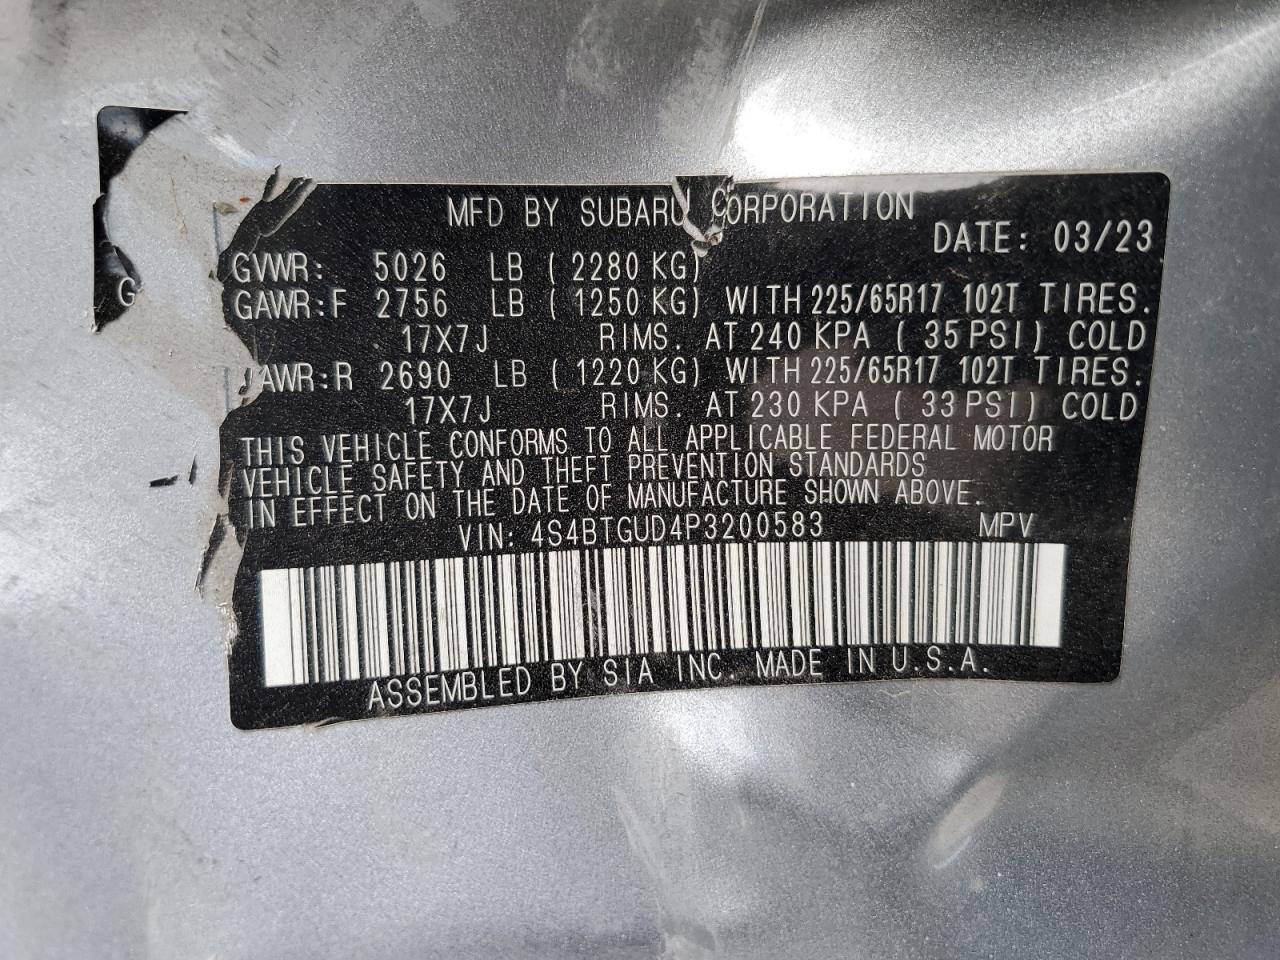 MFD BY SUBARU CORPORATION
DATE: 03/23
GVWR: 5026 LB ( 2280 KG)
G
GAWR:F 2756 LB ( 1250 KG) WITH 225/65R17 102T TIRES.
17X7J RIMS. AT 240 KPA ( 35 PSI) COLD
AWR:R 2690 LB ( 1220 KG) WITH 225/65R17 102T TIRES.
17X7J RIMS. AT 230 KPA ( 33 PSI) COLD
THIS VEHICLE CONFORMS TO ALL APPLICABLE FEDERAL MOTOR
VEHICLE SAFETY AND THEFT PREVENTION STANDARDS
IN EFFECT ON THE DATE OF MANUFACTURE SHOWN ABOVE.
VIN: 4S4BTGUD4P3200583 MPV
ASSEMBLED BY SIA INC. MADE IN U.S.A.